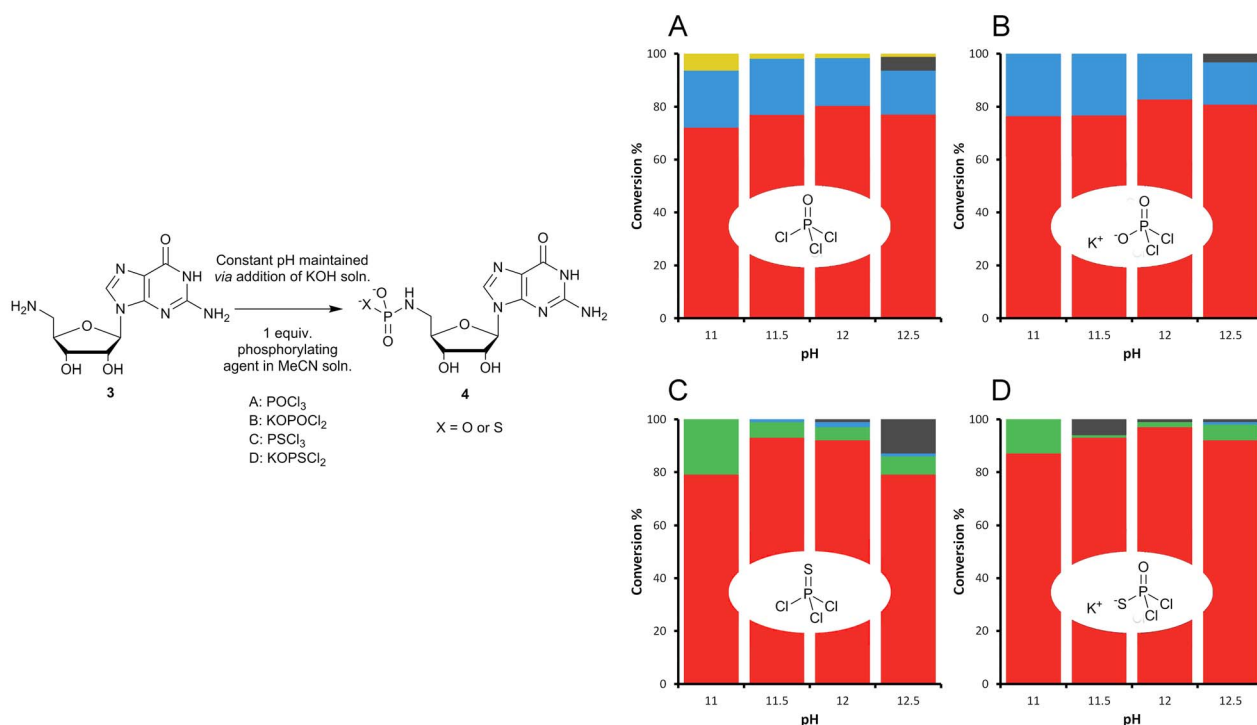 O
N
NH
N
N
NH2
H2N
O
OH
OH
3
Constant pH maintained
via addition of KOH soln.
1 equiv.
phosphorylating
agent in MeCN soln.
A: POCl3
B: KOPOCl2
C: PSCl3
D: KOPSCl2
O
N
NH
N
N
NH2
-O
H
-X
P
N
O
O
OH
OH
4
X = O or S
A
Conversion %
100
80
60
40
20
0
O
P
Cl
Cl
Cl
11
11.5
12
12.5
pH
B
Conversion %
100
80
60
40
20
0
O
P
K+
-O
Cl
Cl
11
11.5
12
12.5
pH
C
Conversion %
100
80
60
40
20
0
S
P
Cl
Cl
Cl
11
11.5
12
12.5
pH
D
Conversion %
100
80
60
40
20
0
O
P
K+
-S
Cl
Cl
11
11.5
12
12.5
pH